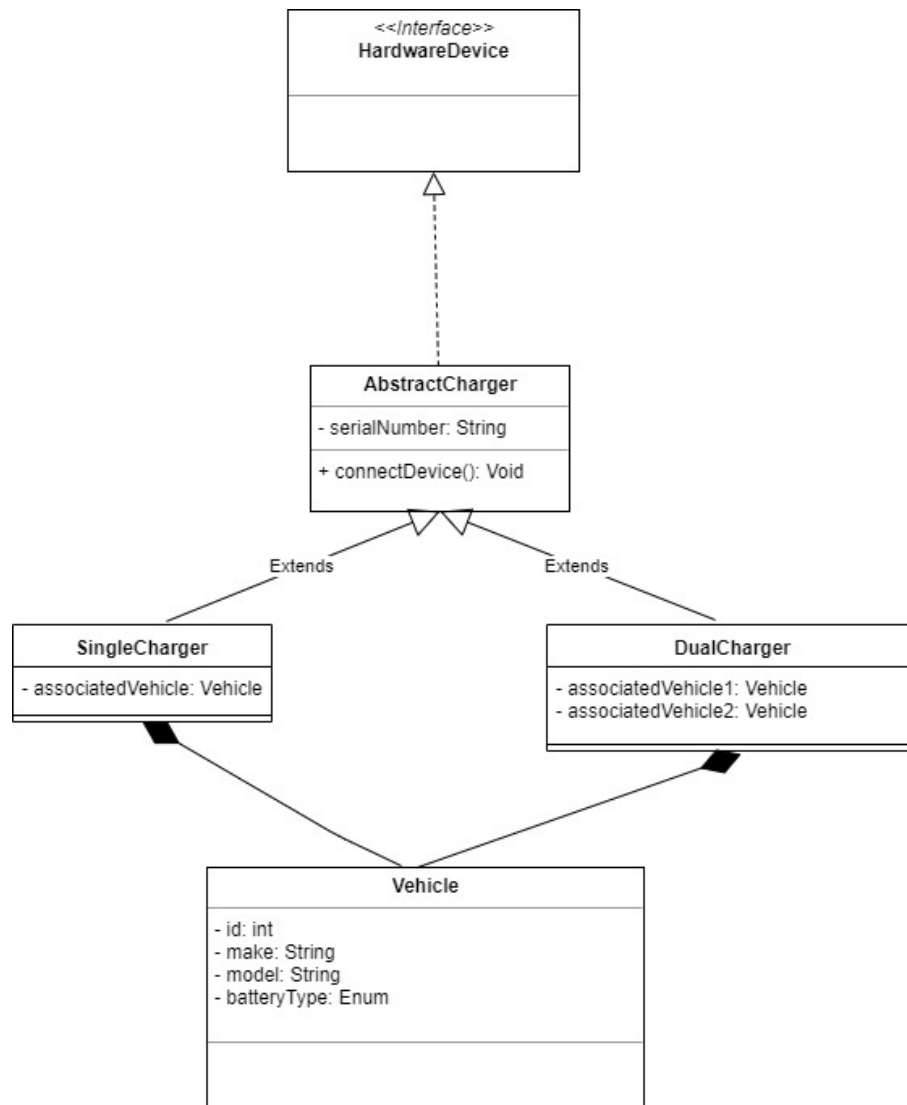 <<Interface>>
HardwareDevice
AbstractCharger
- serialNumber: String
+ connectDevice(): Void
Extends
Extends
SingleCharger
- associatedVehicle: Vehicle
DualCharger
- associatedVehicle1: Vehicle
- associatedVehicle2: Vehicle
Vehicle
- id: int
- make: String
- model: String
- batteryType: Enum